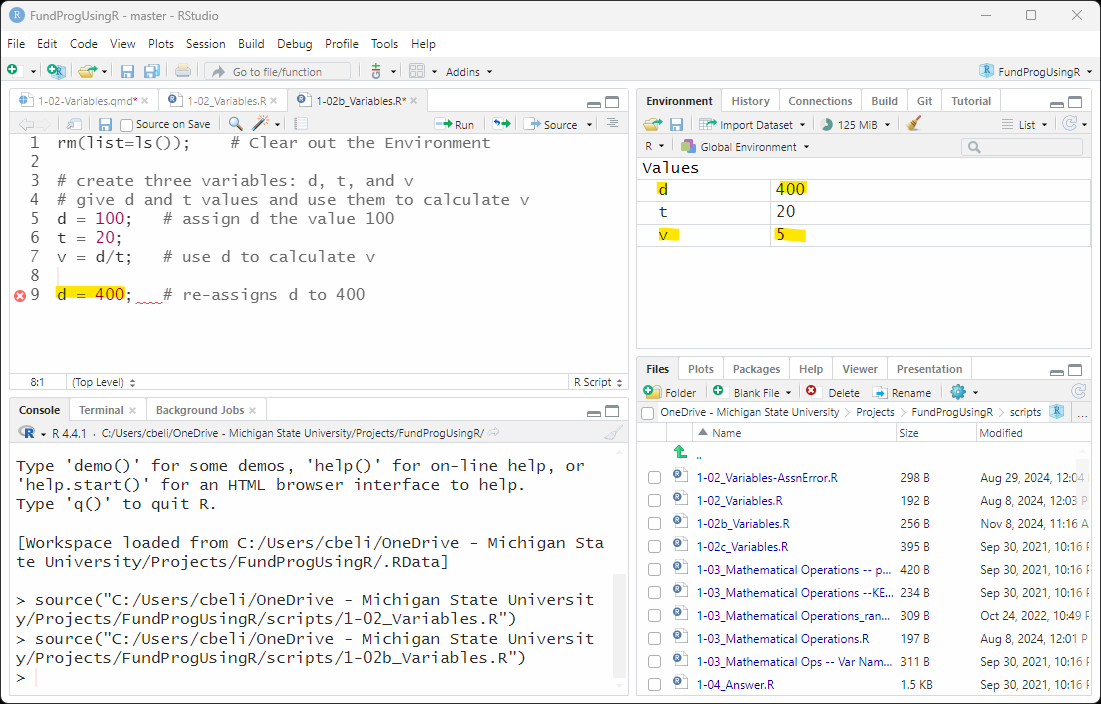 FundProgUsingR - master - RStudio
File Edit Code View Plots Session Build Debug Profile Tools Help
Go to file/function Addins FundProgUsingR
1-02-Variables.qmd* 1-02_Variables.R 1-02b_Variables.R*
Source on Save Run Source
1 rm(list=ls()); # Clear out the Environment
2
3 # create three variables: d, t, and v
4 # give d and t values and use them to calculate v
5 d = 100; # assign d the value 100
6 t = 20;
7 v = d/t; # use d to calculate v
8
9 d = 400; # re-assigns d to 400
8:1 (Top Level) R Script
Console Terminal Background Jobs
R 4.4.1 · C:/Users/cbeli/OneDrive - Michigan State University/Projects/FundProgUsingR/
Type 'demo()' for some demos, 'help()' for on-line help, or
'help.start()' for an HTML browser interface to help.
Type 'q()' to quit R.
[Workspace loaded from C:/Users/cbeli/OneDrive - Michigan Sta
te University/Projects/FundProgUsingR/.RData]
> source("C:/Users/cbeli/OneDrive - Michigan State Universit
y/Projects/FundProgUsingR/scripts/1-02_Variables.R")
> source("C:/Users/cbeli/OneDrive - Michigan State Universit
y/Projects/FundProgUsingR/scripts/1-02b_Variables.R")
>
Environment History Connections Build Git Tutorial
Import Dataset 125 MiB List
R Global Environment
Values
d 400
t 20
v 5
Files Plots Packages Help Viewer Presentation
Folder Blank File Delete Rename
OneDrive - Michigan State University Projects FundProgUsingR scripts ...
Name Size Modified
..
1-02_Variables-AssnError.R 298 B Aug 29, 2024, 12:04
1-02_Variables.R 192 B Aug 8, 2024, 12:03 P
1-02b_Variables.R 256 B Nov 8, 2024, 11:16 A
1-02c_Variables.R 395 B Sep 30, 2021, 10:16 P
1-03_Mathematical Operations -- p... 420 B Sep 30, 2021, 10:16 P
1-03_Mathematical Operations --KE... 234 B Sep 30, 2021, 10:16 P
1-03_Mathematical Operations_ran... 309 B Oct 24, 2022, 10:49 P
1-03_Mathematical Operations.R 197 B Aug 8, 2024, 12:01 P
1-03_Mathematical Ops -- Var Nam... 311 B Sep 30, 2021, 10:16 P
1-04_Answer.R 1.5 KB Sep 30, 2021, 10:16 P